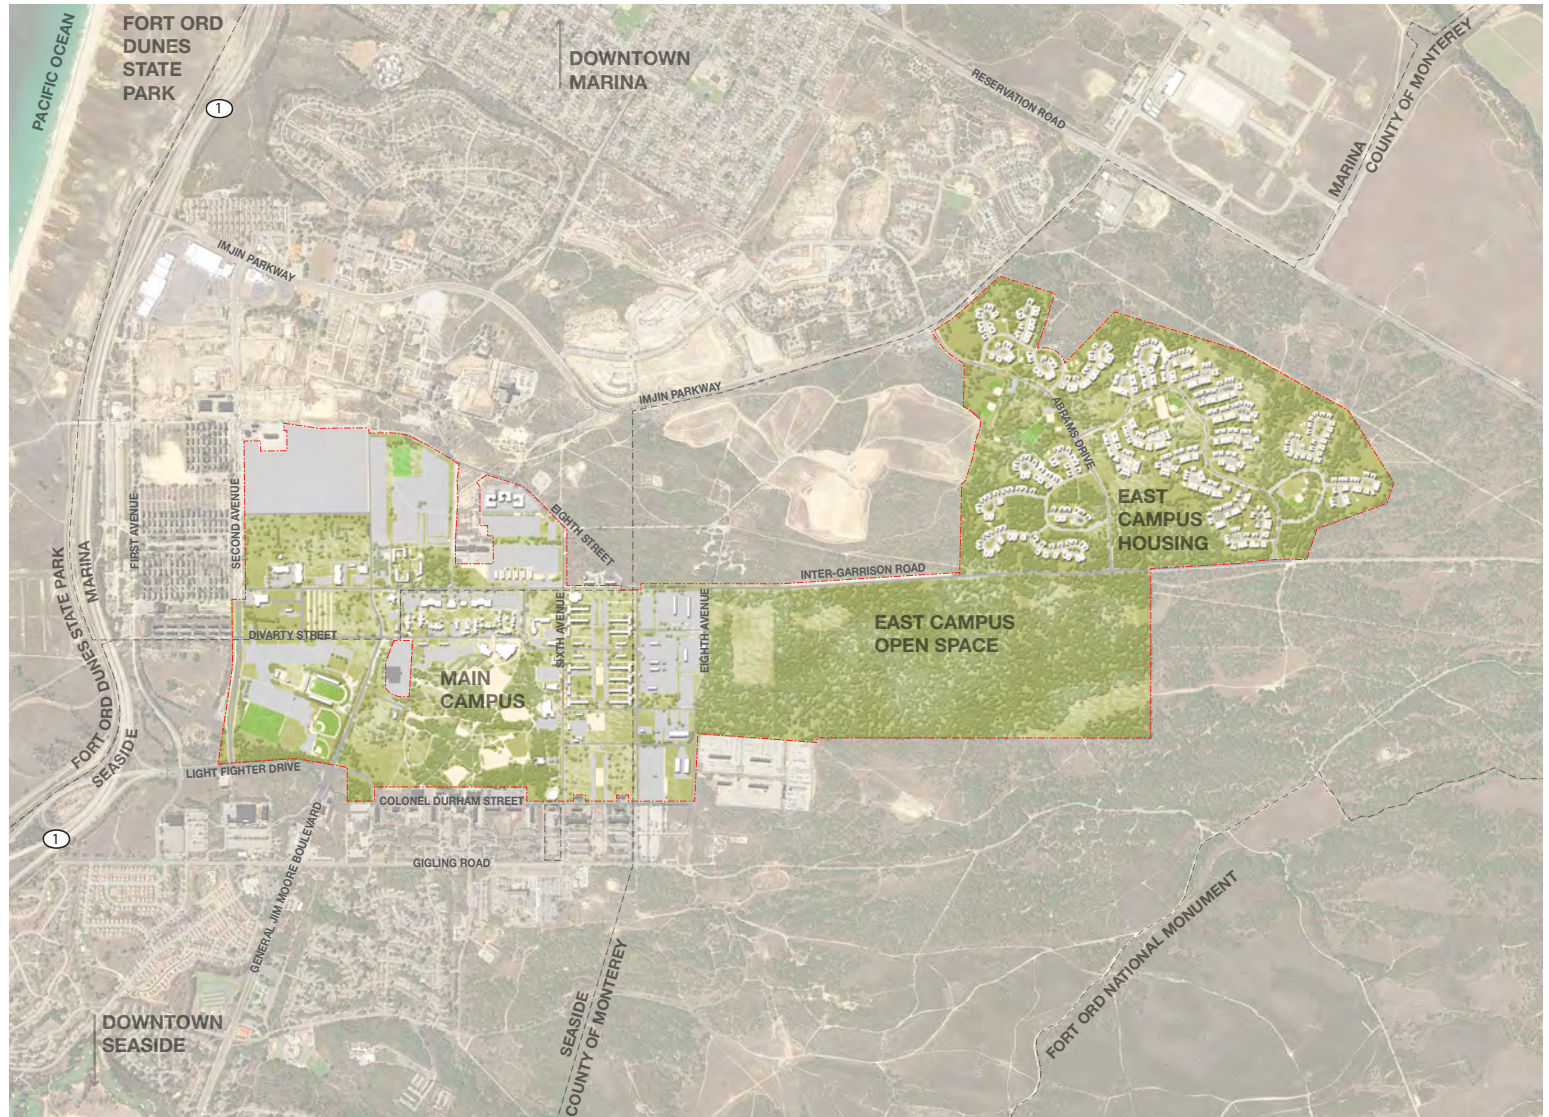 PACIFIC OCEAN
FORT ORD
DUNES
STATE
PARK
1
DOWNTOWN
MARINA
RESERVATION ROAD
MARINA
COUNTY OF MONTEREY
IMJIN PARKWAY
IMJIN PARKWAY
ABRAMS DRIVE
FIRST AVENUE
SECOND AVENUE
EIGHTH STREET
EAST
CAMPUS
HOUSING
INTER-GARRISON ROAD
FORT ORD DUNES STATE PARK
MARINA
DIVARTY STREET
SIXTH AVENUE
EIGHTH AVENUE
EAST CAMPUS
OPEN SPACE
MAIN
CAMPUS
SEASIDE
LIGHT FIGHTER DRIVE
COLONEL DURHAM STREET
1
GENERAL JIM MOORE BOULEVARD
GIGLING ROAD
SEASIDE
COUNTY OF MONTEREY
FORT ORD NATIONAL MONUMENT
DOWNTOWN
SEASIDE